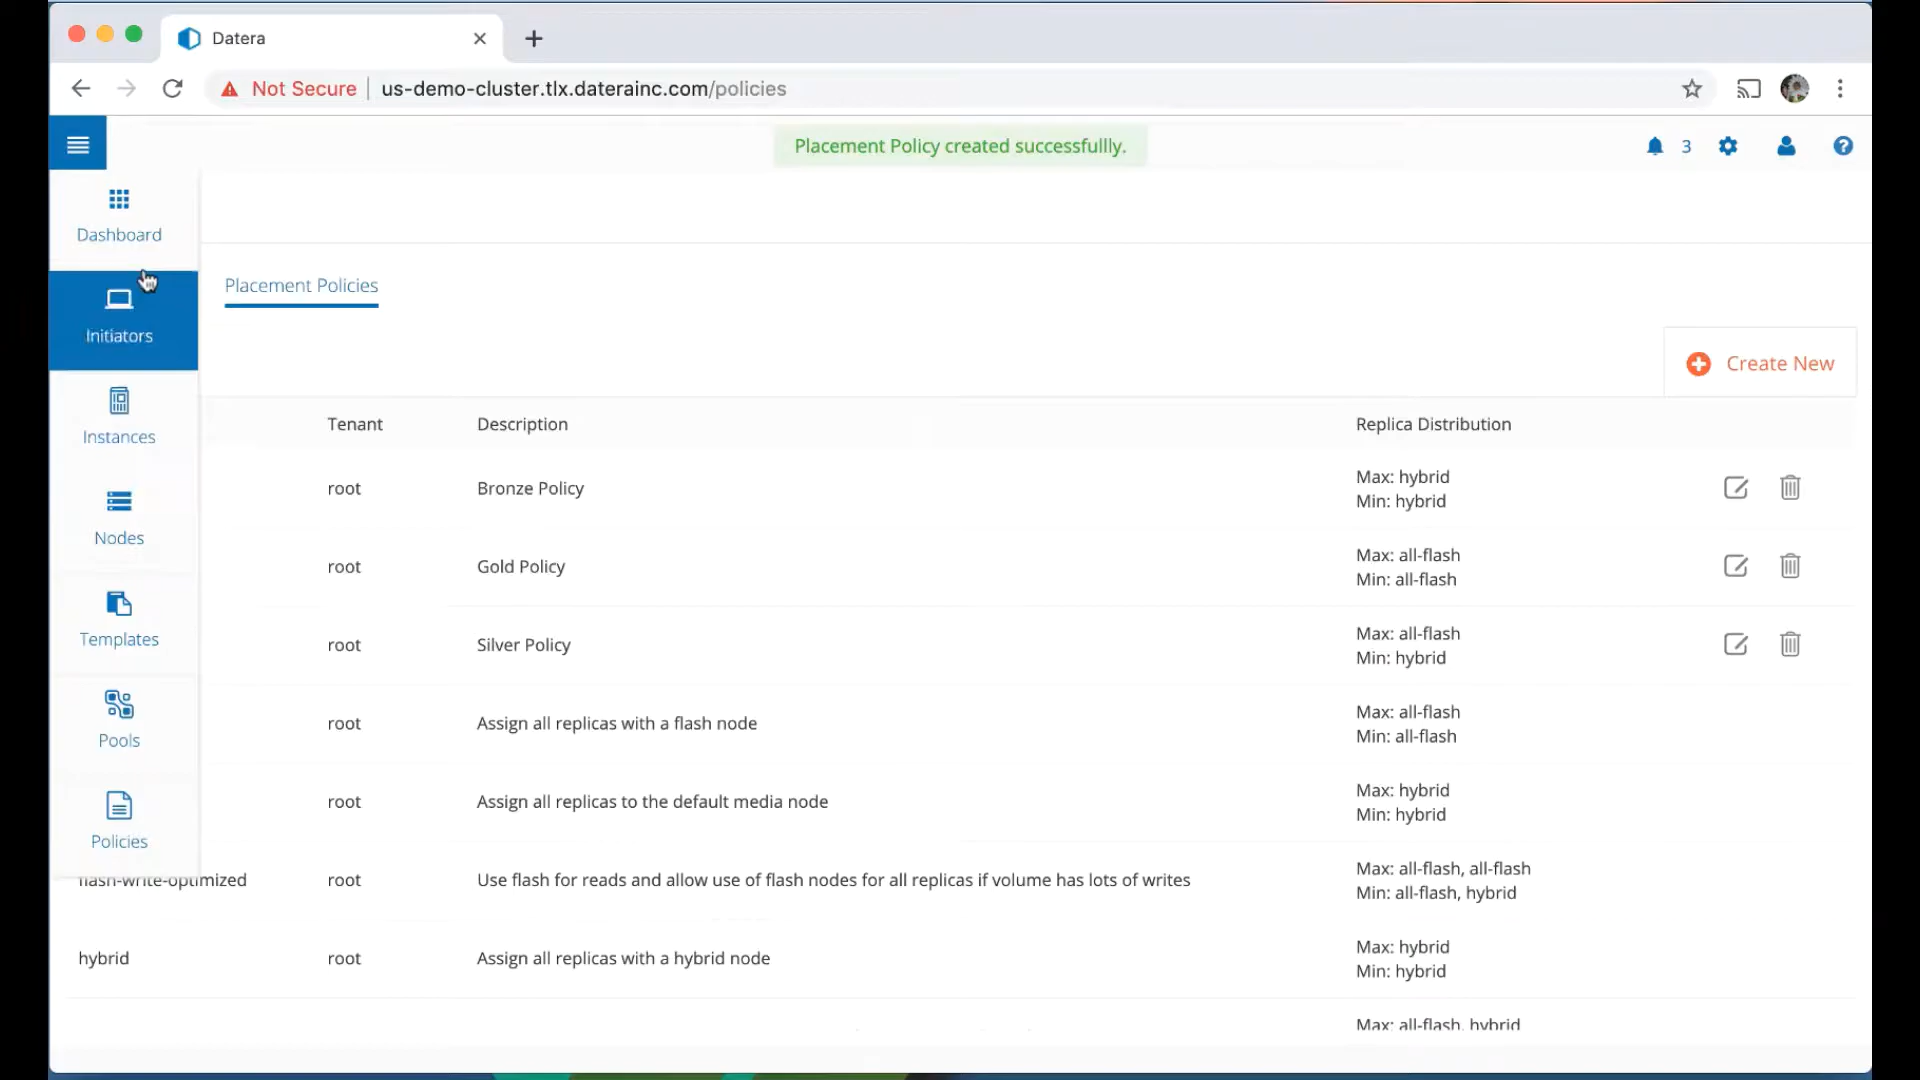 Datera
Not Secure
us-demo-cluster.tlx.daterainc.com/policies
Placement Policy created successfullly.
3
Dashboard
Initiators
Instances
Nodes
Templates
Pools
Policies
Placement Policies
Create New
Tenant Description Replica Distribution
root Bronze Policy Max: hybrid
Min: hybrid
root Gold Policy Max: all-flash
Min: all-flash
root Silver Policy Max: all-flash
Min: hybrid
root Assign all replicas with a flash node Max: all-flash
Min: all-flash
root Assign all replicas to the default media node Max: hybrid
Min: hybrid
flash-write-optimized root Use flash for reads and allow use of flash nodes for all replicas if volume has lots of writes Max: all-flash, all-flash
Min: all-flash, hybrid
hybrid root Assign all replicas with a hybrid node Max: hybrid
Min: hybrid
Max: all-flash, hybrid